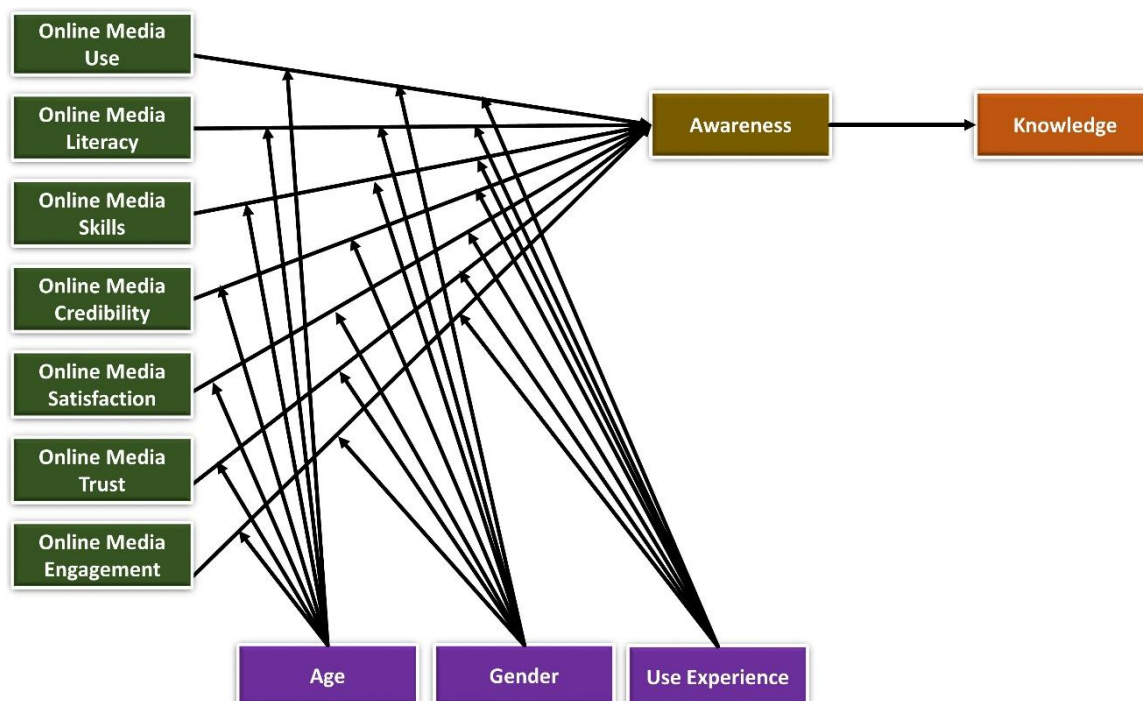 Online Media
Use
Online Media
Literacy
Online Media
Skills
Online Media
Credibility
Online Media
Satisfaction
Online Media
Trust
Online Media
Engagement
Awareness
Knowledge
Age
Gender
Use Experience